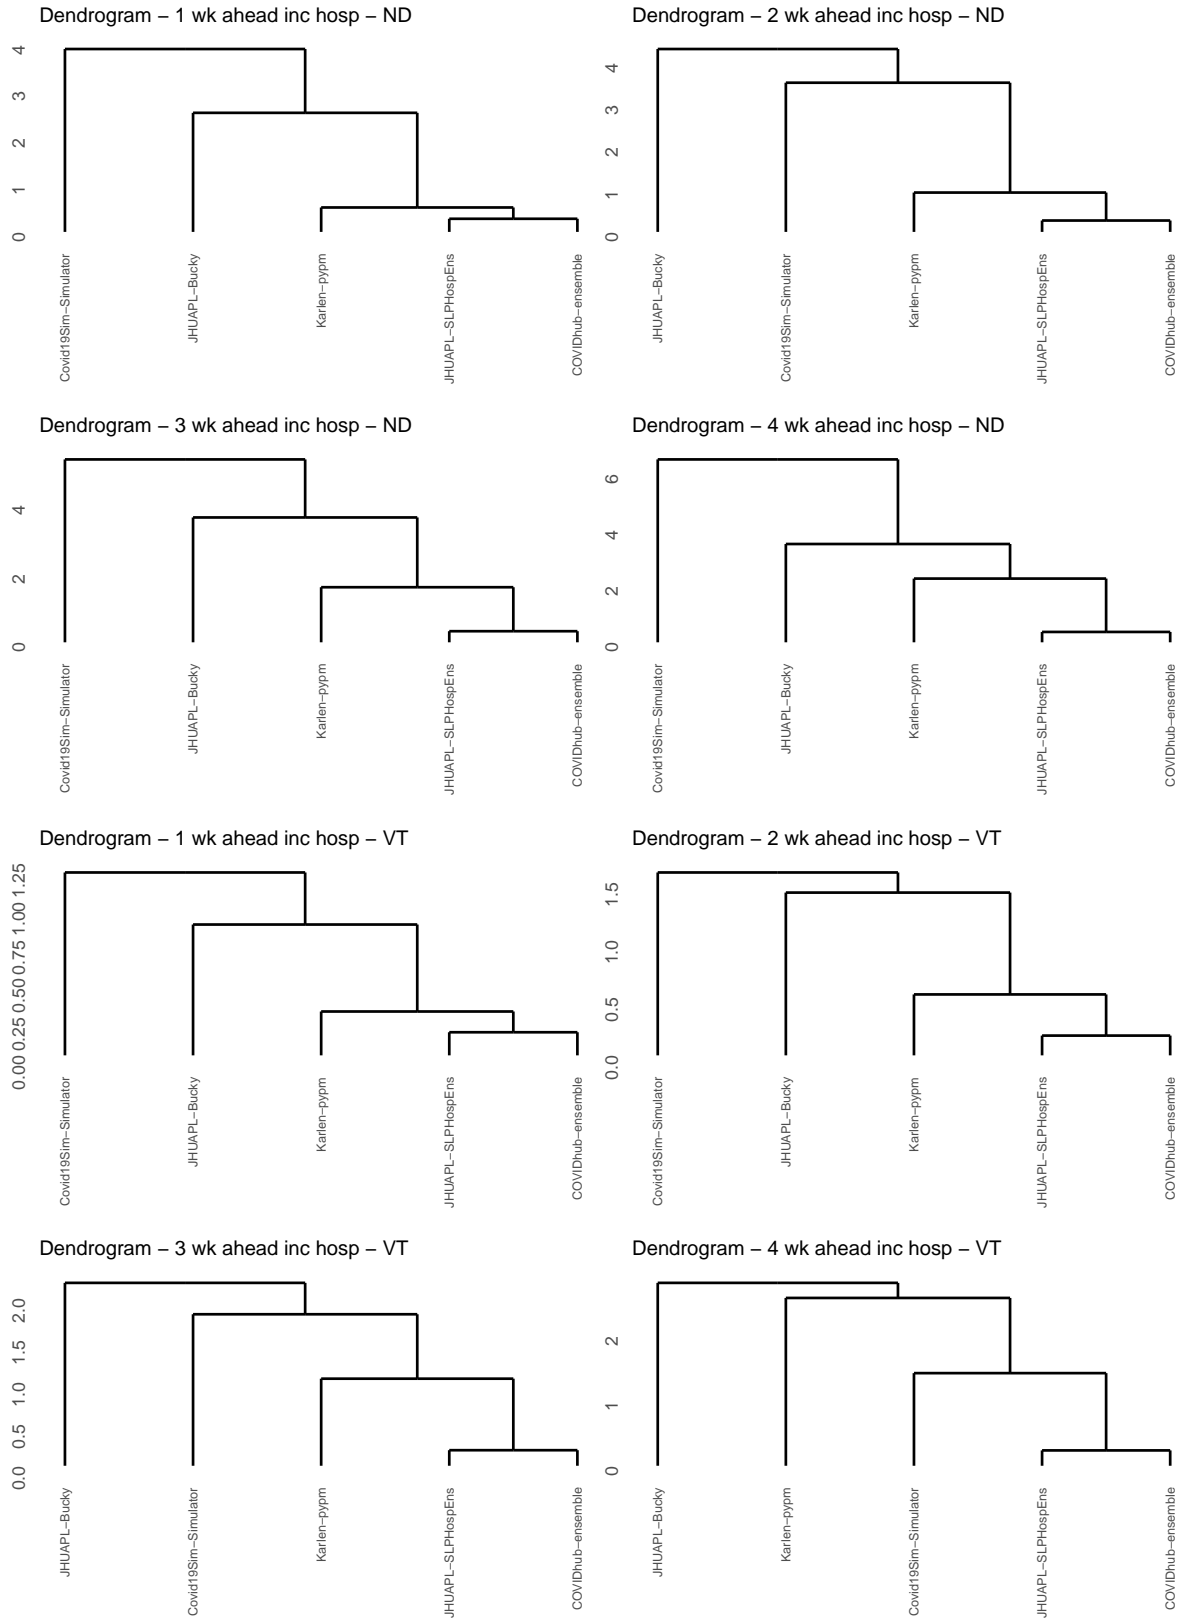 Dendrogram − 1 wk ahead inc hosp − ND
0 1 2 3 4
Covid19Sim−Simulator
JHUAPL−Bucky
Karlen−pypm
JHUAPL−SLPHospEns
COVIDhub−ensemble
Dendrogram − 2 wk ahead inc hosp − ND
0 1 2 3 4
JHUAPL−Bucky
Covid19Sim−Simulator
Karlen−pypm
JHUAPL−SLPHospEns
COVIDhub−ensemble
Dendrogram − 3 wk ahead inc hosp − ND
0 2 4
Covid19Sim−Simulator
JHUAPL−Bucky
Karlen−pypm
JHUAPL−SLPHospEns
COVIDhub−ensemble
Dendrogram − 4 wk ahead inc hosp − ND
0 2 4 6
Covid19Sim−Simulator
JHUAPL−Bucky
Karlen−pypm
JHUAPL−SLPHospEns
COVIDhub−ensemble
Dendrogram − 1 wk ahead inc hosp − VT
0.00 0.25 0.50 0.75 1.00 1.25
Covid19Sim−Simulator
JHUAPL−Bucky
Karlen−pypm
JHUAPL−SLPHospEns
COVIDhub−ensemble
Dendrogram − 2 wk ahead inc hosp − VT
0.0 0.5 1.0 1.5
Covid19Sim−Simulator
JHUAPL−Bucky
Karlen−pypm
JHUAPL−SLPHospEns
COVIDhub−ensemble
Dendrogram − 3 wk ahead inc hosp − VT
0.0 0.5 1.0 1.5 2.0
JHUAPL−Bucky
Covid19Sim−Simulator
Karlen−pypm
JHUAPL−SLPHospEns
COVIDhub−ensemble
Dendrogram − 4 wk ahead inc hosp − VT
0 1 2
JHUAPL−Bucky
Karlen−pypm
Covid19Sim−Simulator
JHUAPL−SLPHospEns
COVIDhub−ensemble